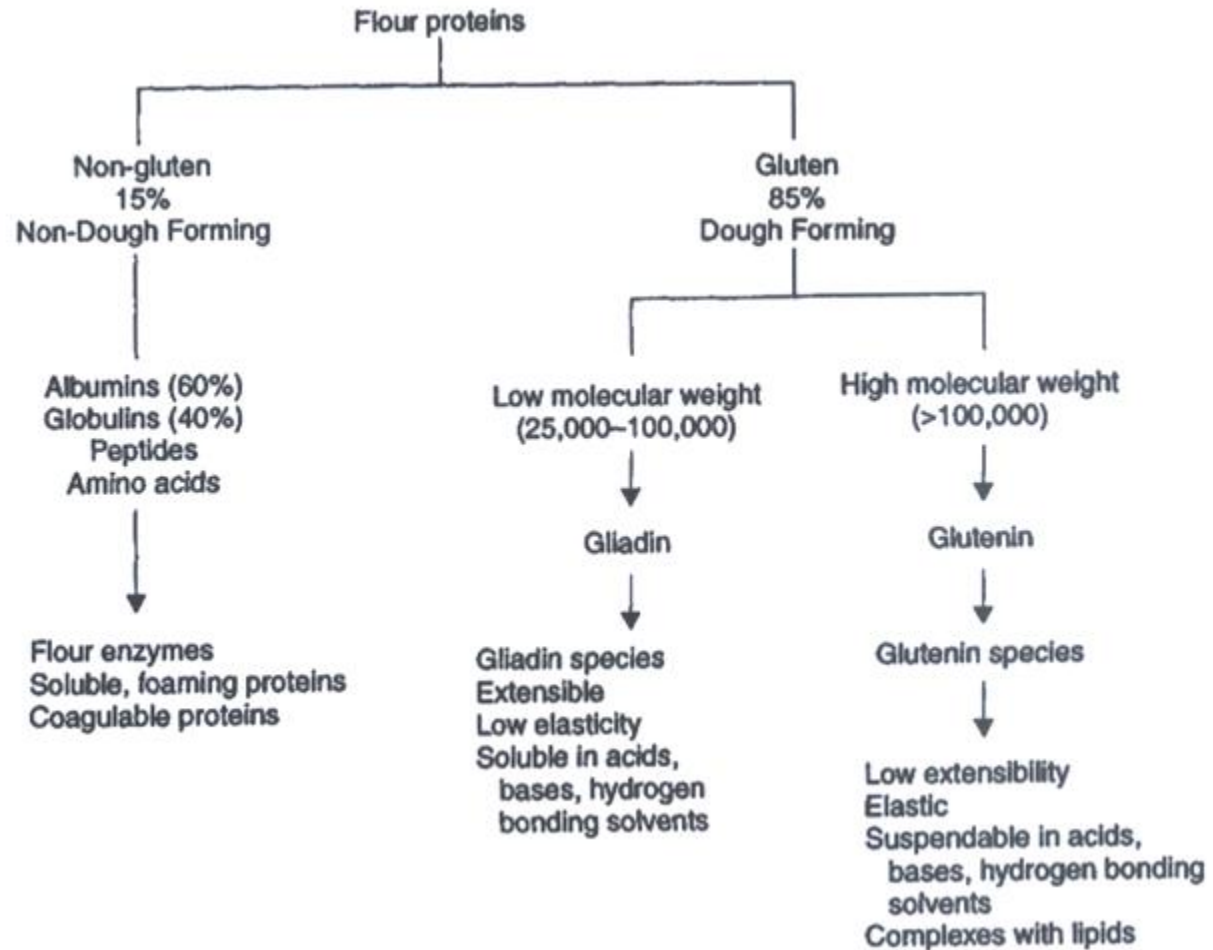 Flour proteins
Non-gluten
15%
Non-Dough Forming
Gluten
85%
Dough Forming
Albumins (60%)
Globulins (40%)
Peptides
Amino acids
Low molecular weight
(25,000–100,000)
High molecular weight
(>100,000)
Gliadin
Glutenin
Flour enzymes
Soluble, foaming proteins
Coagulable proteins
Gliadin species
Extensible
Low elasticity
Soluble in acids,
bases, hydrogen
bonding solvents
Glutenin species
Low extensibility
Elastic
Suspendable in acids,
bases, hydrogen bonding
solvents
Complexes with lipids